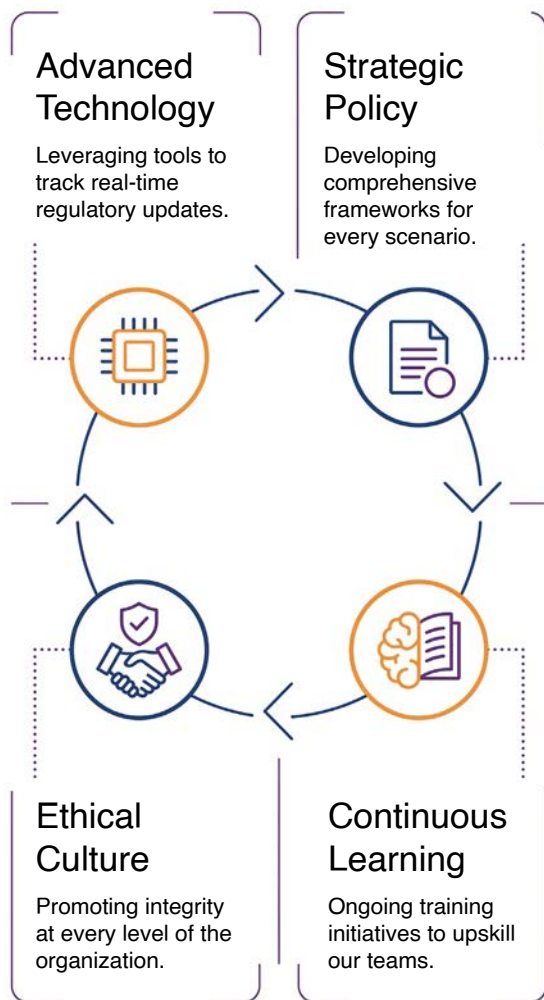 Advanced
Technology
Leveraging tools to
track real-time
regulatory updates.
Strategic
Policy
Developing
comprehensive
frameworks for
every scenario.
Ethical
Culture
Promoting integrity
at every level of the
organization.
Continuous
Learning
Ongoing training
initiatives to upskill
our teams.